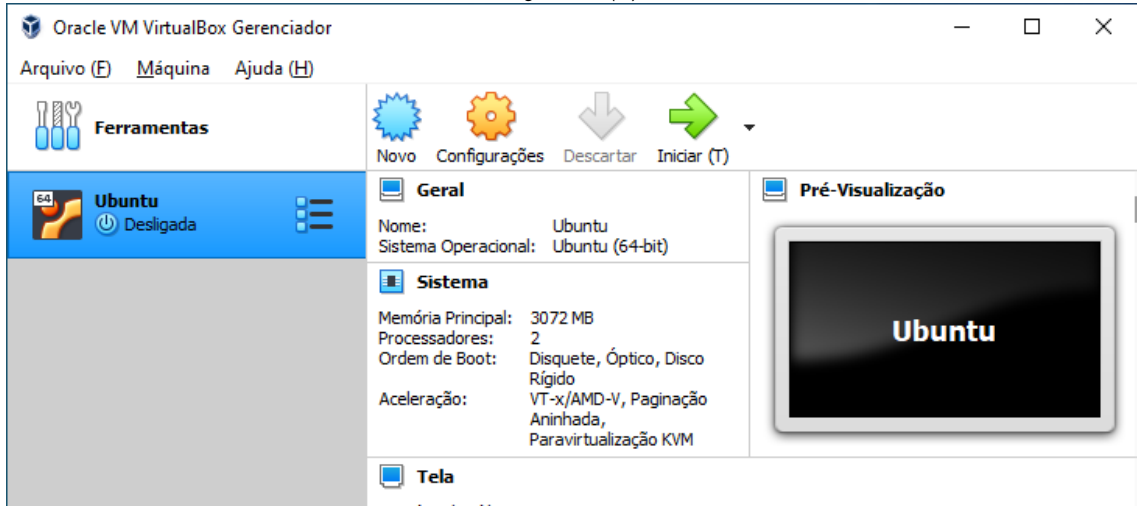 Oracle VM VirtualBox Gerenciador
Arquivo (F) Máquina Ajuda (H)
Ferramentas
Novo Configurações Descartar Iniciar (T)
64
Ubuntu
Desligada
Geral
Nome: Ubuntu
Sistema Operacional: Ubuntu (64-bit)
Sistema
Memória Principal: 3072 MB
Processadores: 2
Ordem de Boot: Disquete, Óptico, Disco
Rígido
Aceleração: VT-x/AMD-V, Paginação
Aninhada,
Paravirtualização KVM
Tela
Pré-Visualização
Ubuntu